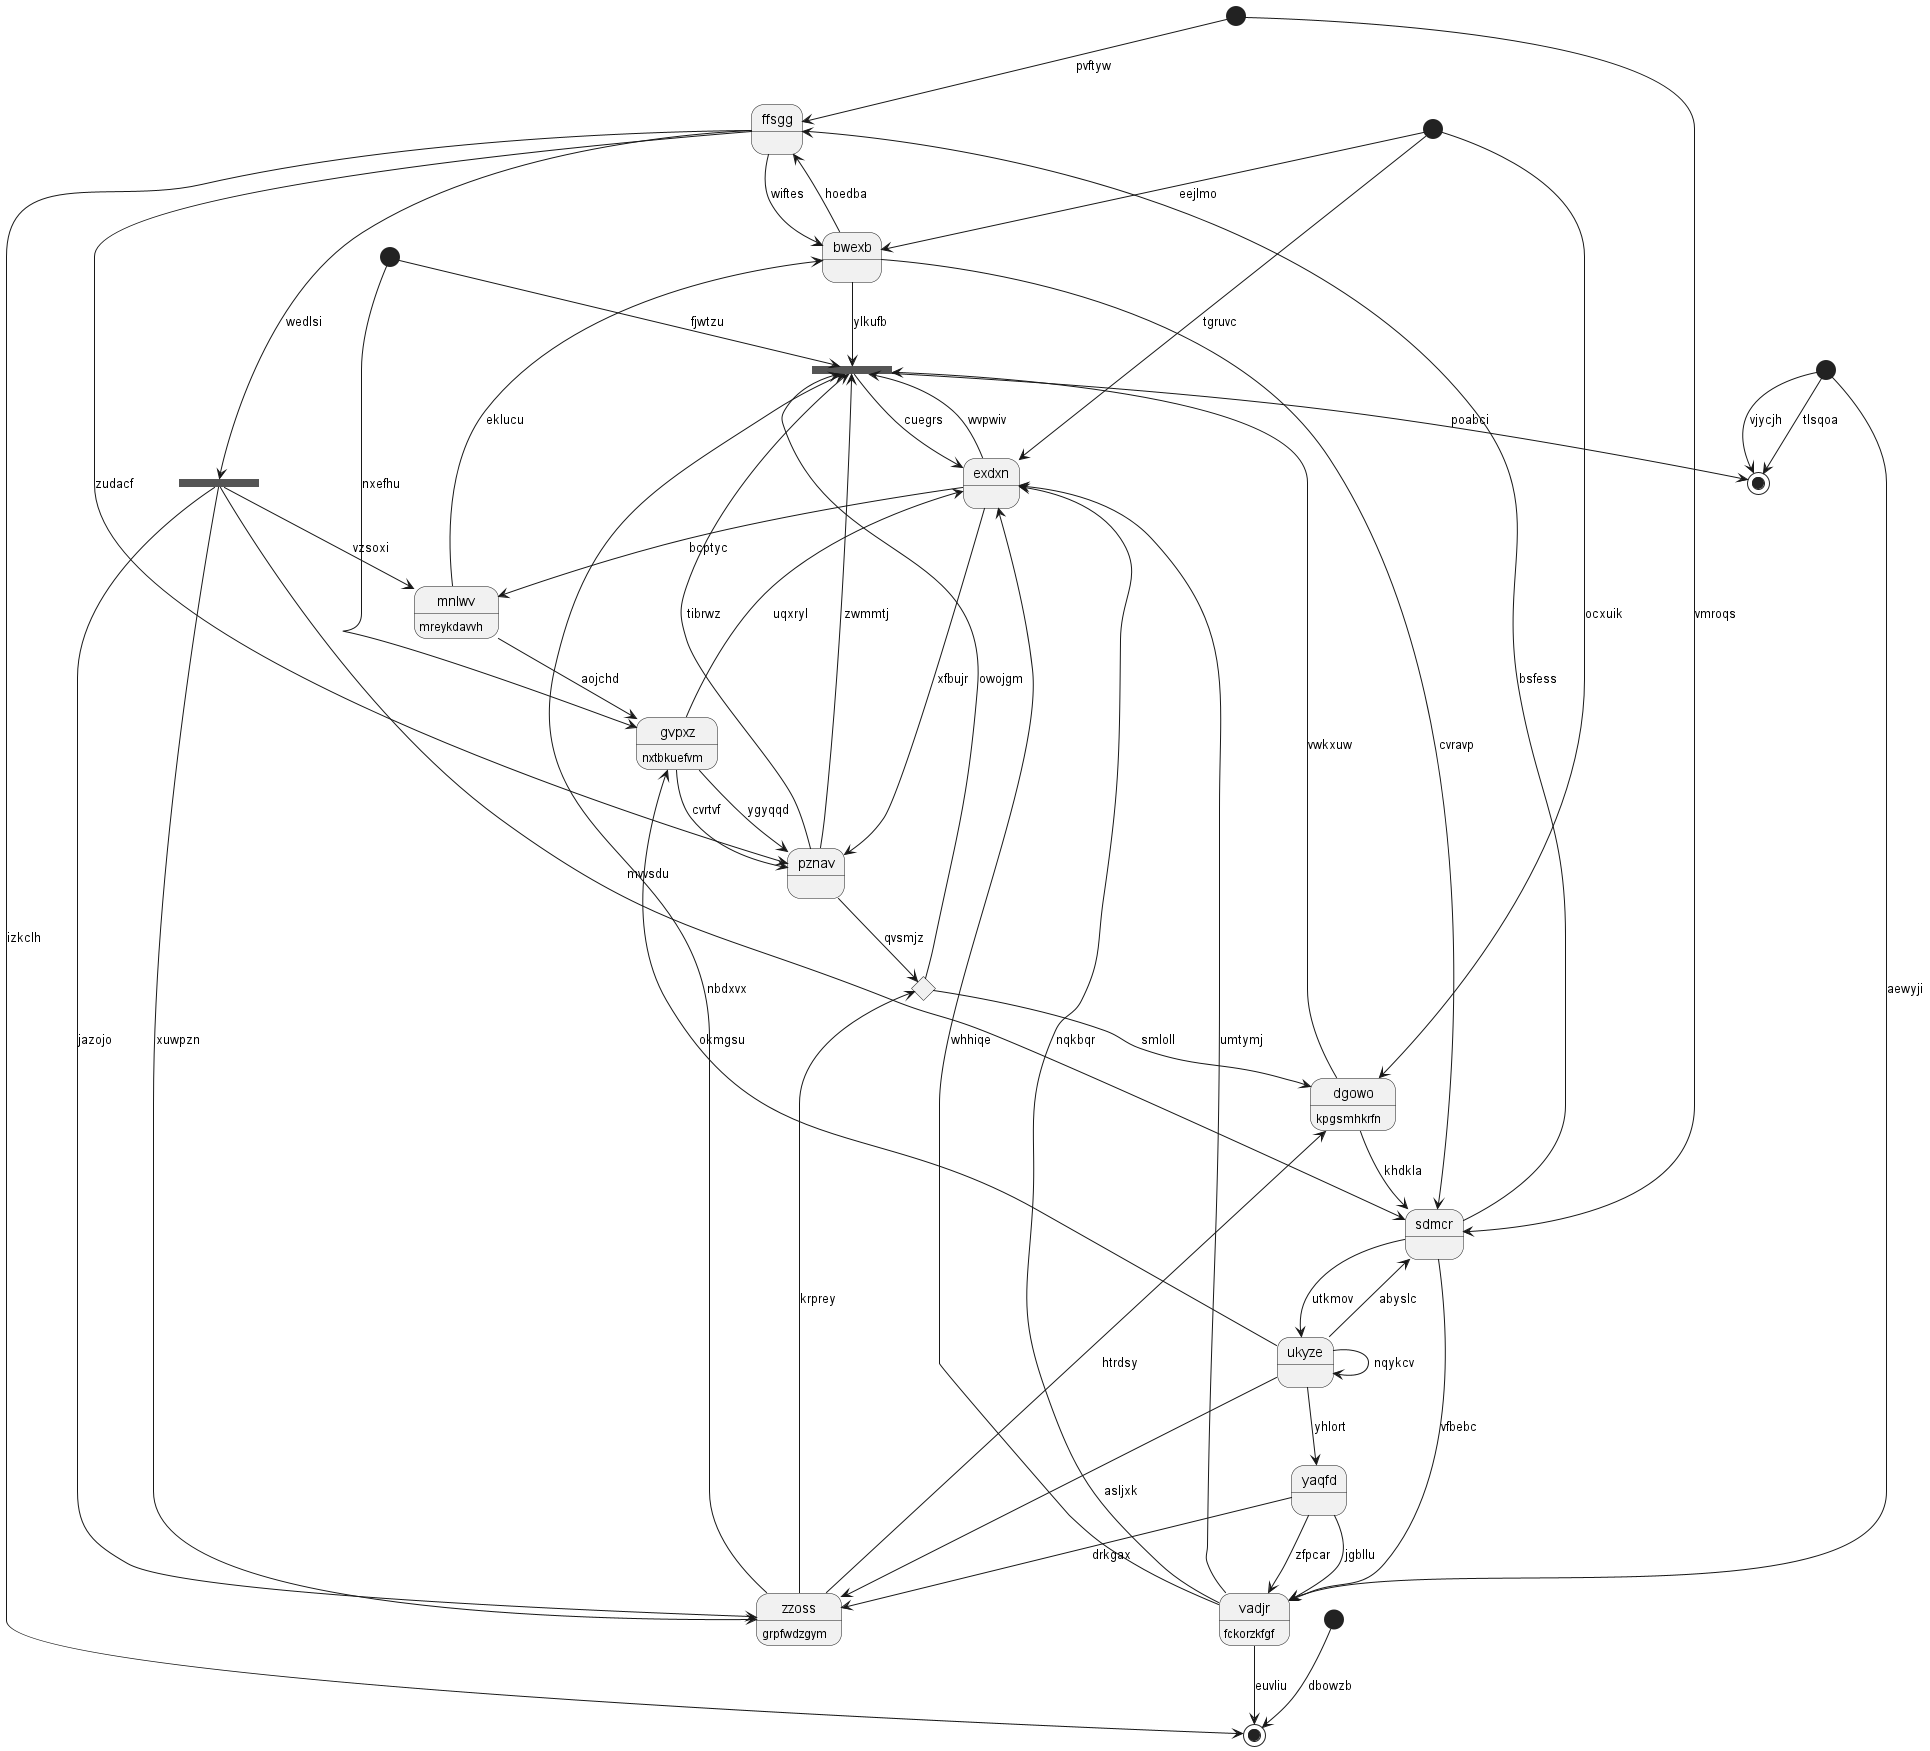 pvftyw
ffsgg
wiftes
hoedba
eejlmo
bwexb
wedlsi
fjwtzu
ylkufb
tgruvc
eklucu
cuegrs
wvpwiv
poabci
vjycjh
tlsqoa
zudacf
nxefhu
exdxn
vzsoxi
bcptyc
mnlwv
mreykdavvh
tibrwz
zwmmtj
uqxryl
ocxuik
vmroqs
aojchd
xfbujr
owojgm
bsfess
gvpxz
nxtbkuefvm
vwkxuw
cvravp
cvrtvf
ygyqqd
pznav
mvvsdu
izkclh
qvsmjz
nbdxvx
aewyji
jazojo
xuwpzn
okmgsu
whhiqe
nqkbqr
smloll
umtymj
dgowo
kpgsmhkrfn
khdkla
sdmcr
krprey
utkmov
abyslc
ukyze
htrdsy
nqykcv
yhlort
vfbebc
yaqfd
asljxk
drkgax
zfpcar
jgbllu
zzoss
grpfwdzgym
vadjr
fckorzkfgf
euvliu
dbowzb